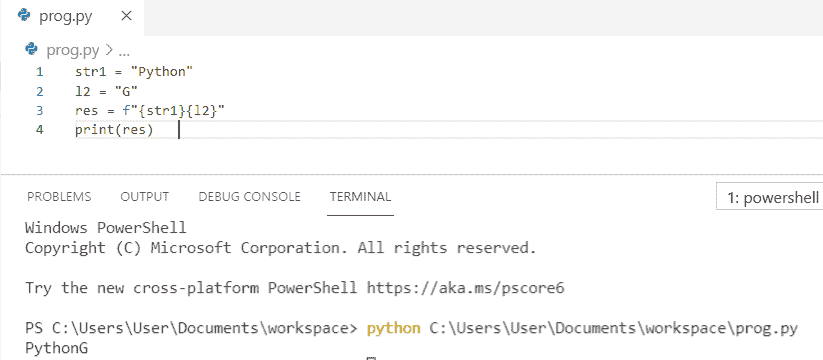 prog.py ×
prog.py > ...
1 str1 = "Python"
2 l2 = "G"
3 res = f"{str1}{l2}"
4 print(res)
PROBLEMS OUTPUT DEBUG CONSOLE TERMINAL 1: powershell
Windows PowerShell
Copyright (C) Microsoft Corporation. All rights reserved.
Try the new cross-platform PowerShell https://aka.ms/pscore6
PS C:\Users\User\Documents\workspace> python C:\Users\User\Documents\workspace\prog.py
PythonG